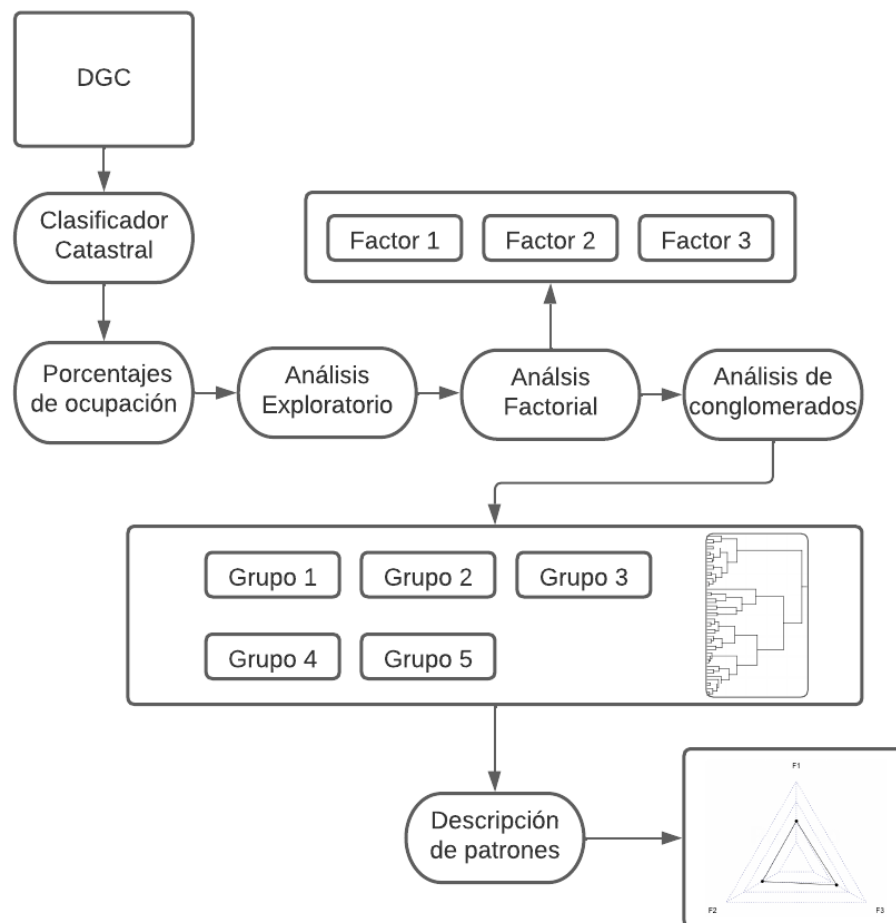 DGC
Clasificador
Catastral
Factor 1
Factor 2
Factor 3
Porcentajes
de ocupación
Análisis
Exploratorio
Análsis
Factorial
Análisis de
conglomerados
Grupo 1
Grupo 2
Grupo 3
Grupo 4
Grupo 5
Descripción
de patrones
F1
F2
F3